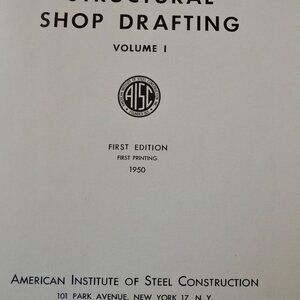 STRUCTURAL
SHOP DRAFTING
VOLUME I
AISC
FIRST EDITION
FIRST PRINTING
1950
AMERICAN INSTITUTE OF STEEL CONSTRUCTION
101 PARK AVENUE, NEW YORK 17, N. Y.